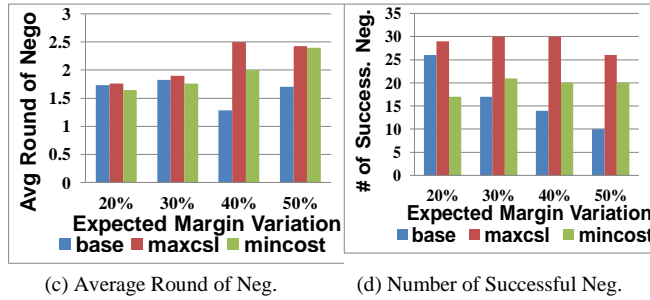 Avg Round of Nego
3
2.5
2
1.5
1
0.5
0
20% 30% 40% 50%
Expected Margin Variation
base maxcsl mincost
(c) Average Round of Neg.
# of Success. Neg.
35
30
25
20
15
10
5
0
20% 30% 40% 50%
Expected Margin Variation
base maxcsl mincost
(d) Number of Successful Neg.